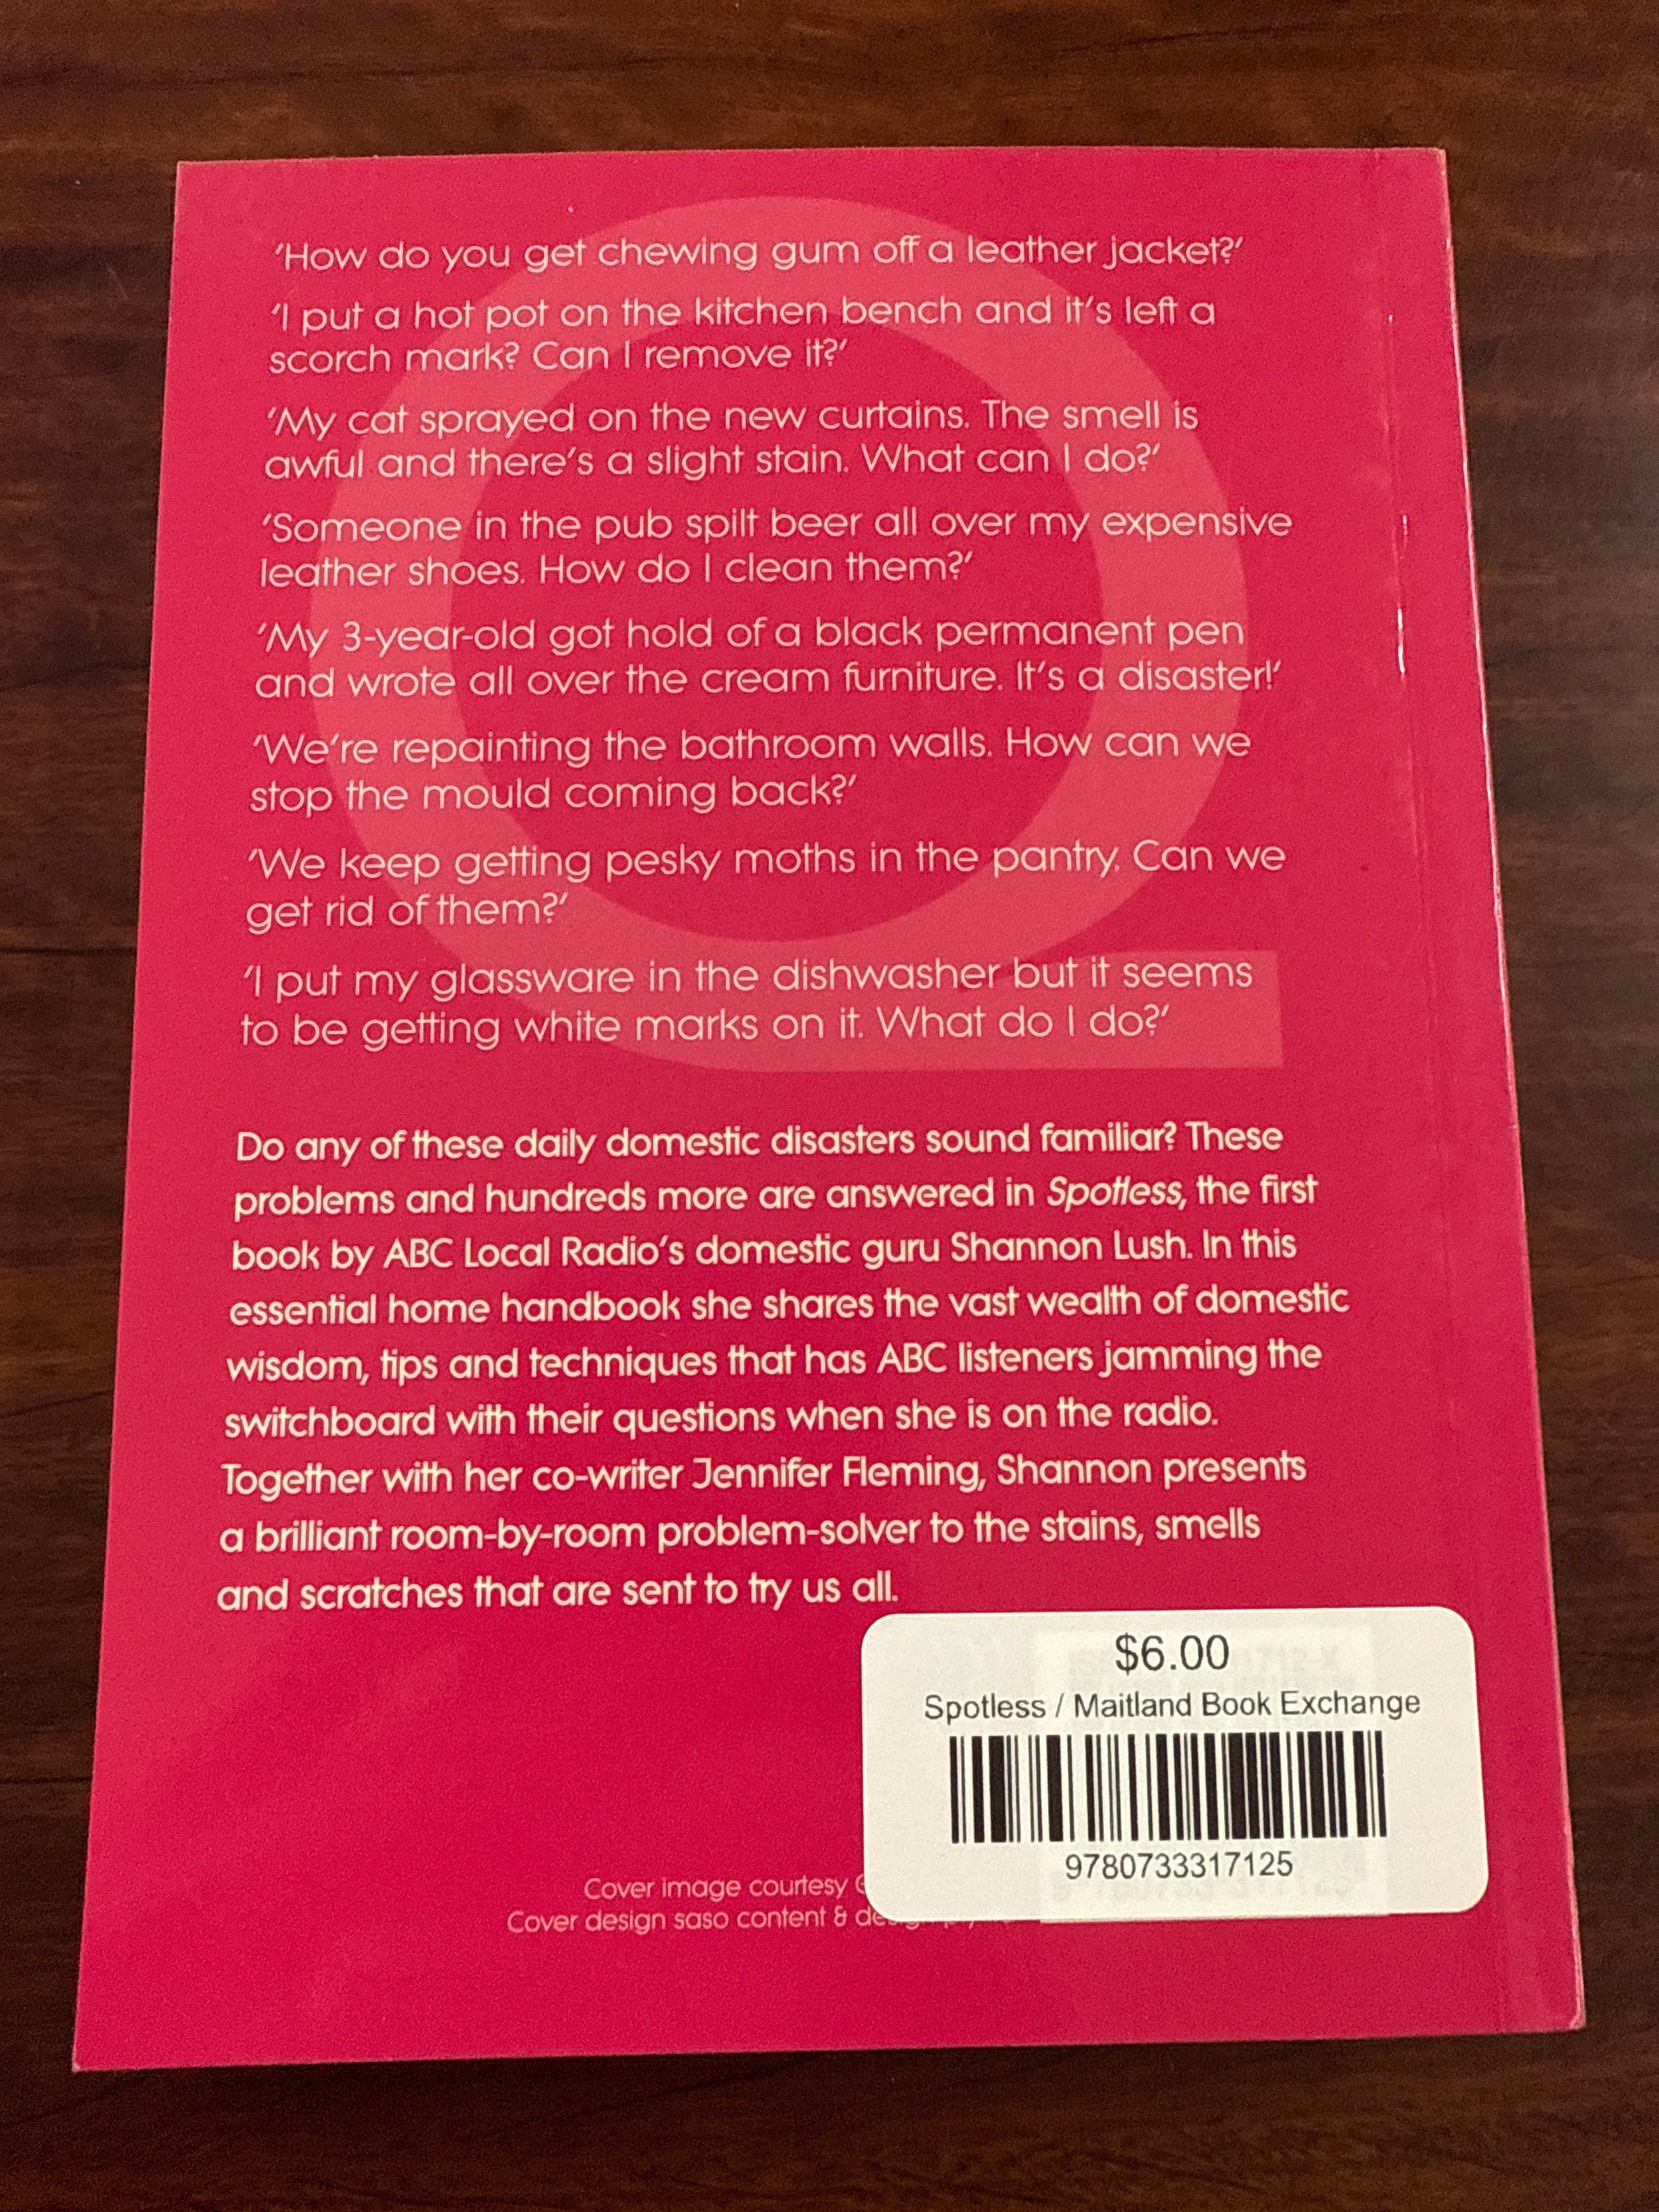 ‘How do you get chewing gum off a leather jacket?’
‘I put a hot pot on the kitchen bench and it’s left a
scorch mark? Can I remove it?’
‘My cat sprayed on the new curtains. The smell is
awful and there’s a slight stain. What can I do?’
‘Someone in the pub spilt beer all over my expensive
leather shoes. How do I clean them?’
‘My 3-year-old got hold of a black permanent pen
and wrote all over the cream furniture. It’s a disaster!’
‘We’re repainting the bathroom walls. How can we
stop the mould coming back?’
‘We keep getting pesky moths in the pantry. Can we
get rid of them?’
‘I put my glassware in the dishwasher but it seems
to be getting white marks on it. What do I do?’
Do any of these daily domestic disasters sound familiar? These
problems and hundreds more are answered in Spotless, the first
book by ABC Local Radio’s domestic guru Shannon Lush. In this
essential home handbook she shares the vast wealth of domestic
wisdom, tips and techniques that has ABC listeners jamming the
switchboard with their questions when she is on the radio.
Together with her co-writer Jennifer Fleming, Shannon presents
a brilliant room-by-room problem-solver to the stains, smells
and scratches that are sent to try us all.
$6.00
Spotless / Maitland Book Exchange
9780733317125
Cover image courtesy
Cover design saso content &